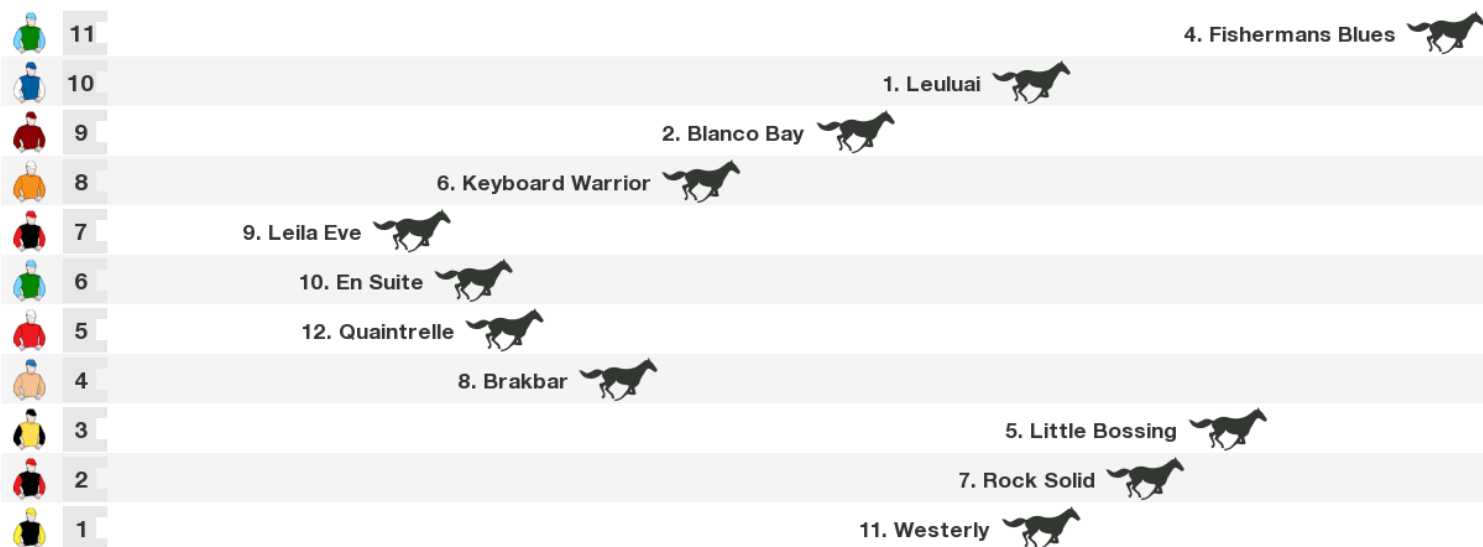 11 4. Fishermans Blues
10 1. Leuluai
9 2. Blanco Bay
8 6. Keyboard Warrior
7 9. Leila Eve
6 10. En Suite
5 12. Quaintrelle
4 8. Brakbar
3 5. Little Bossing
2 7. Rock Solid
1 11. Westerly